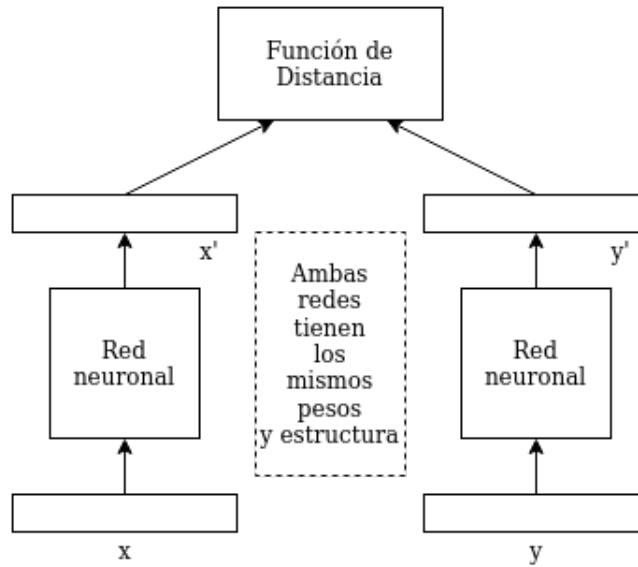 Función de
Distancia
x'
y'
Ambas
redes
tienen
los
mismos
pesos
y estructura
Red
neuronal
Red
neuronal
x
y